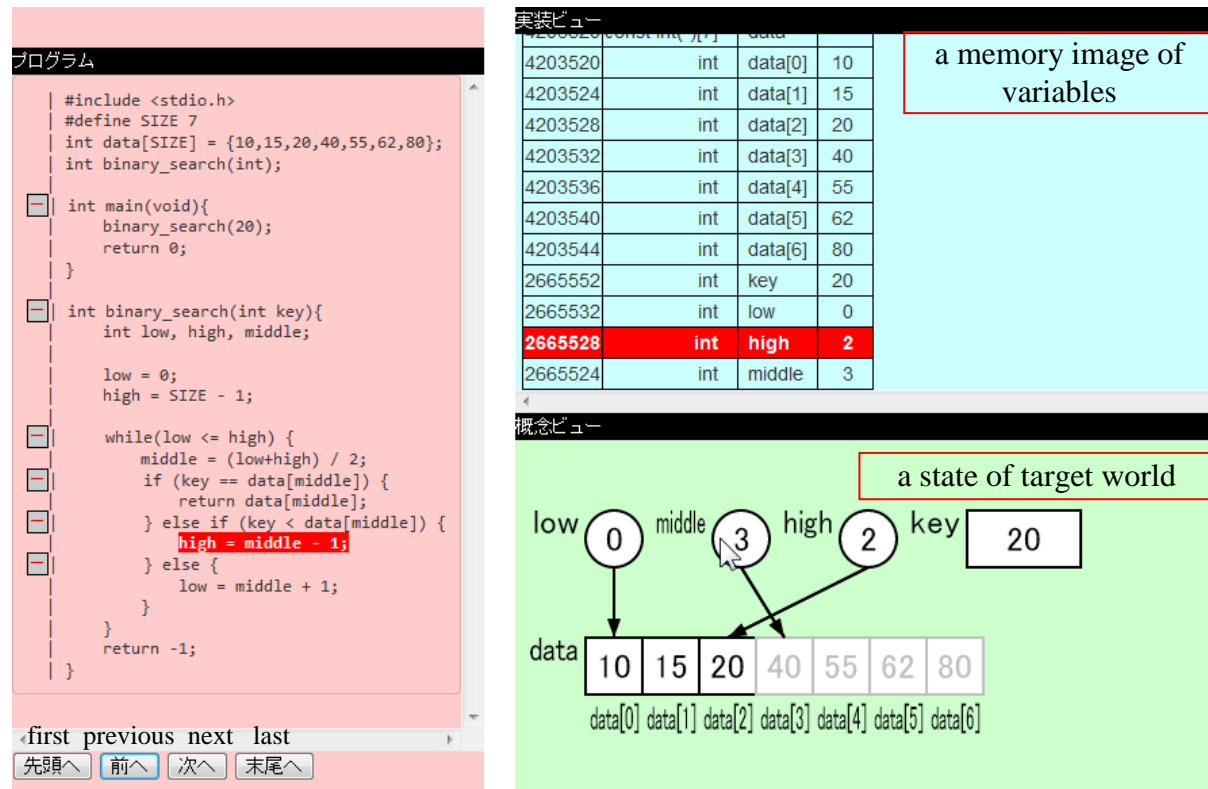 プログラム
#include <stdio.h>
#define SIZE 7
int data[SIZE] = {10,15,20,40,55,62,80};
int binary_search(int);
int main(void){
binary_search(20);
return 0;
}
int binary_search(int key){
int low, high, middle;
low = 0;
high = SIZE - 1;
while(low <= high) {
middle = (low+high) / 2;
if (key == data[middle]) {
return data[middle];
} else if (key < data[middle]) {
high = middle - 1;
} else {
low = middle + 1;
}
}
return -1;
}
first previous next last
先頭へ 前へ 次へ 末尾へ
実装ビュー
4203520 const int(*)[7] data
4203520 int data[0] 10
4203524 int data[1] 15
4203528 int data[2] 20
4203532 int data[3] 40
4203536 int data[4] 55
4203540 int data[5] 62
4203544 int data[6] 80
2665552 int key 20
2665532 int low 0
2665528 int high 2
2665524 int middle 3
a memory image of
variables
概念ビュー
a state of target world
low 0 middle 3 high 2 key 20
data 10 15 20 40 55 62 80
data[0] data[1] data[2] data[3] data[4] data[5] data[6]